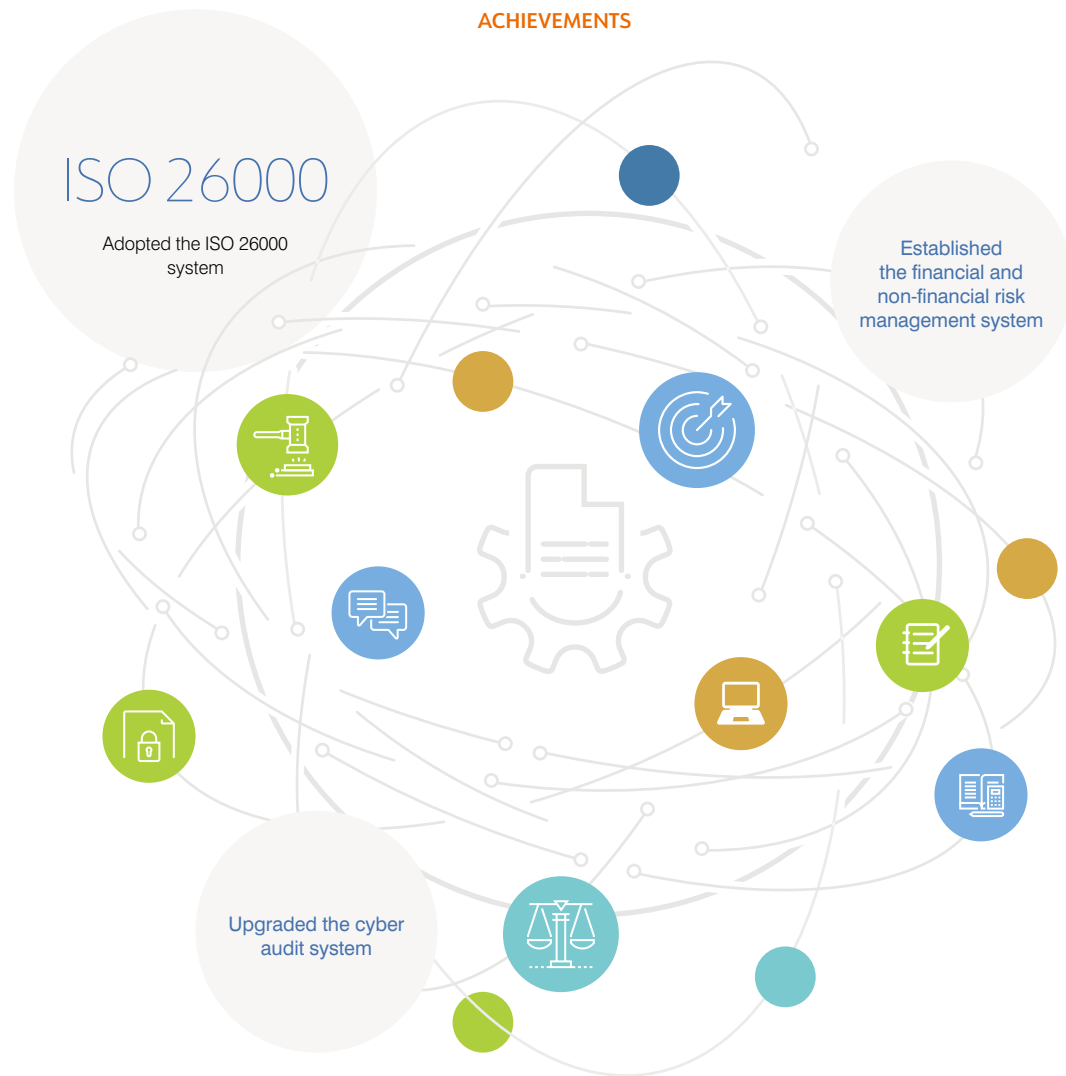 ACHIEVEMENTS
ISO 26000
Adopted the ISO 26000
system
Established
the financial and
non-financial risk
management system
Upgraded the cyber
audit system